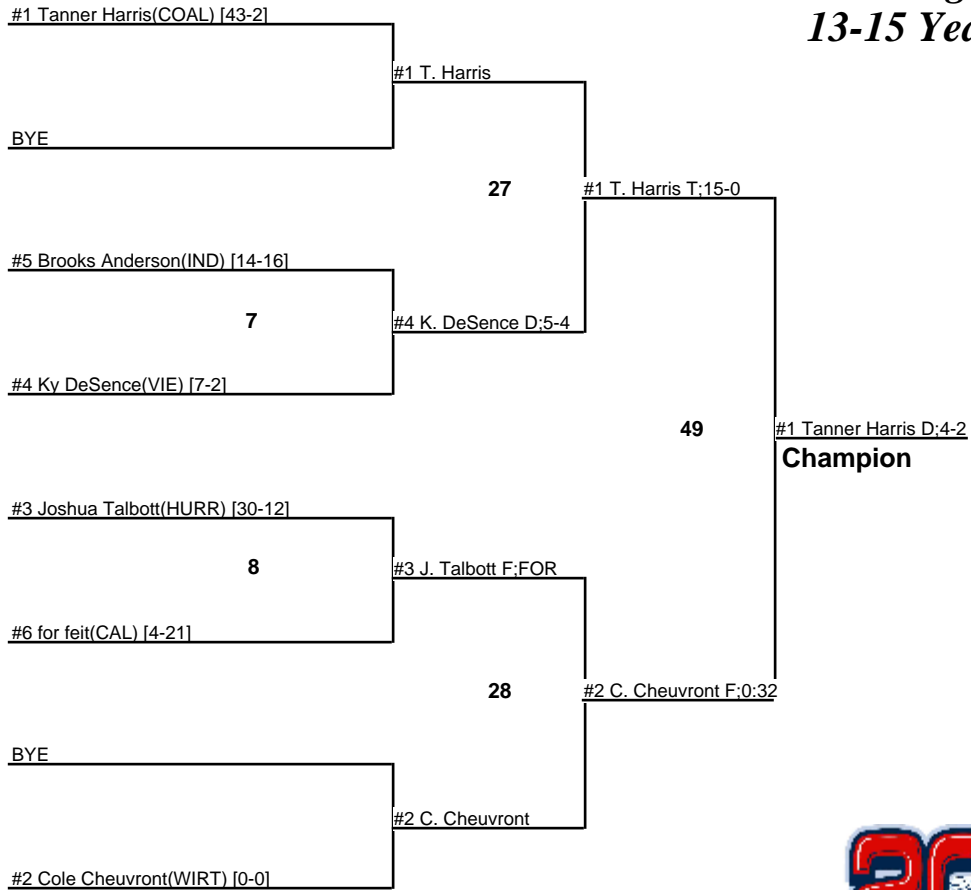 #1 Tanner Harris(COAL) [43-2]
13-15
#1 T. Harris
BYE
27
#1 T. Harris T;15-0
#5 Brooks Anderson(IND) [14-16]
7
#4 K. DeSence D;5-4
#4 Ky DeSence(VIE) [7-2]
49
#1 Tanner Harris D;4-2
Champion
#3 Joshua Talbott(HURR) [30-12]
8
#3 J. Talbott F;FOR
#6 for feit(CAL) [4-21]
28
#2 C. Cheuvront F;0:32
BYE
#2 C. Cheuvront
#2 Cole Cheuvront(WIRT) [0-0]